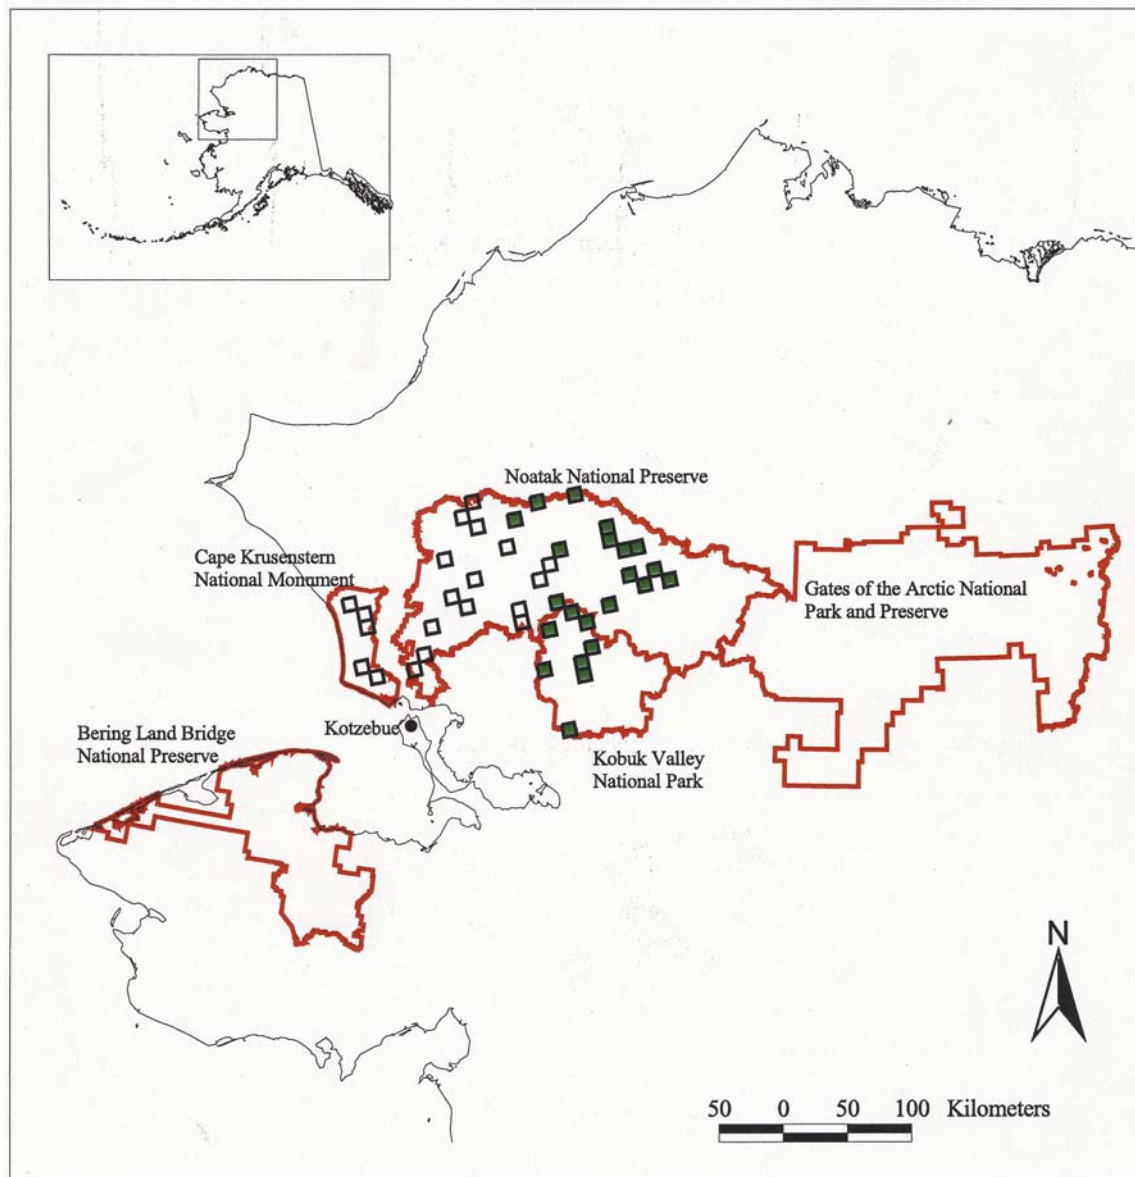 Noatak National Preserve
Cape Krusenstern
National Monument
Gates of the Arctic National
Park and Preserve
Bering Land Bridge
National Preserve
Kotzebue
Kobuk Valley
National Park
N
50 0 50 100 Kilometers